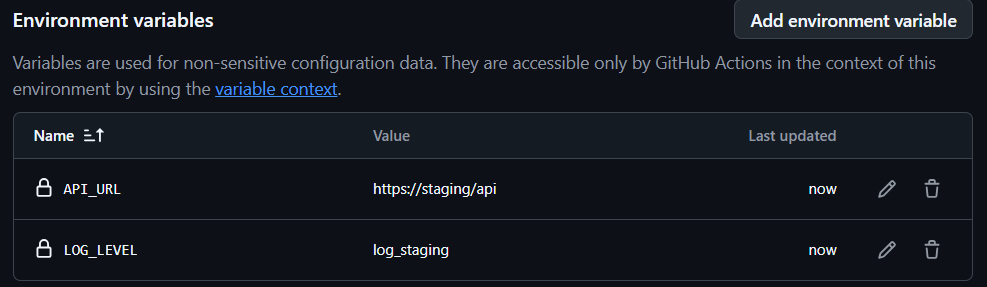 Environment variables
Add environment variable
Variables are used for non-sensitive configuration data. They are accessible only by GitHub Actions in the context of this
environment by using the variable context.
Name Value Last updated
API_URL https://staging/api now
LOG_LEVEL log_staging now